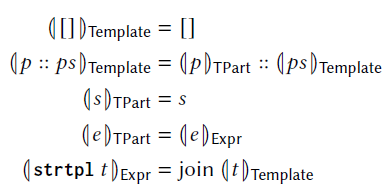 ⦇[]⦈Template = []
⦇p :: ps⦈Template = ⦇p⦈TPart :: ⦇ps⦈Template
⦇s⦈TPart = s
⦇e⦈TPart = ⦇e⦈Expr
⦇strtpl t⦈Expr = join ⦇t⦈Template